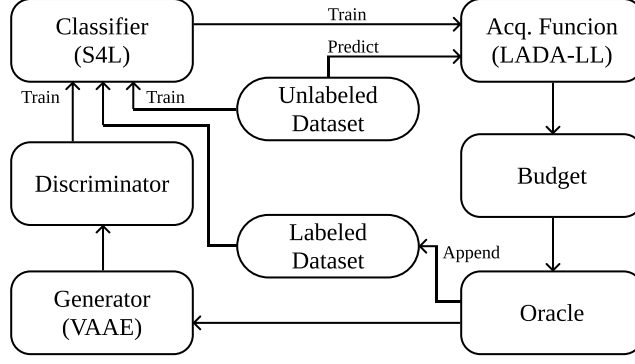 Classifier
(S4L)
Train
Acq. Funcion
(LADA-LL)
Predict
Train
Train
Unlabeled
Dataset
Discriminator
Budget
Labeled
Dataset
Append
Generator
(VAAE)
Oracle